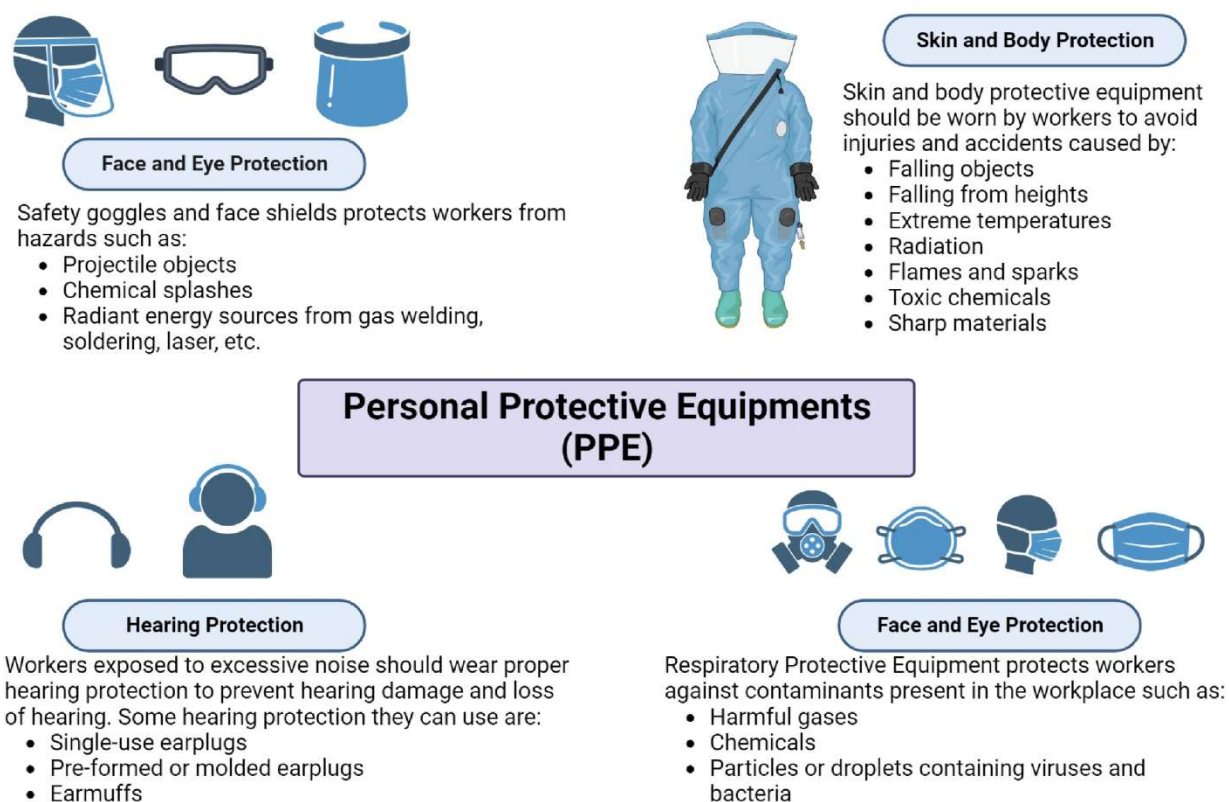 Face and Eye Protection
Safety goggles and face shields protects workers from
hazards such as:
• Projectile objects
• Chemical splashes
• Radiant energy sources from gas welding,
soldering, laser, etc.
Skin and Body Protection
Skin and body protective equipment
should be worn by workers to avoid
injuries and accidents caused by:
• Falling objects
• Falling from heights
• Extreme temperatures
• Radiation
• Flames and sparks
• Toxic chemicals
• Sharp materials
Personal Protective Equipments
(PPE)
Hearing Protection
Workers exposed to excessive noise should wear proper
hearing protection to prevent hearing damage and loss
of hearing. Some hearing protection they can use are:
• Single-use earplugs
• Pre-formed or molded earplugs
• Earmuffs
Face and Eye Protection
Respiratory Protective Equipment protects workers
against contaminants present in the workplace such as:
• Harmful gases
• Chemicals
• Particles or droplets containing viruses and
bacteria